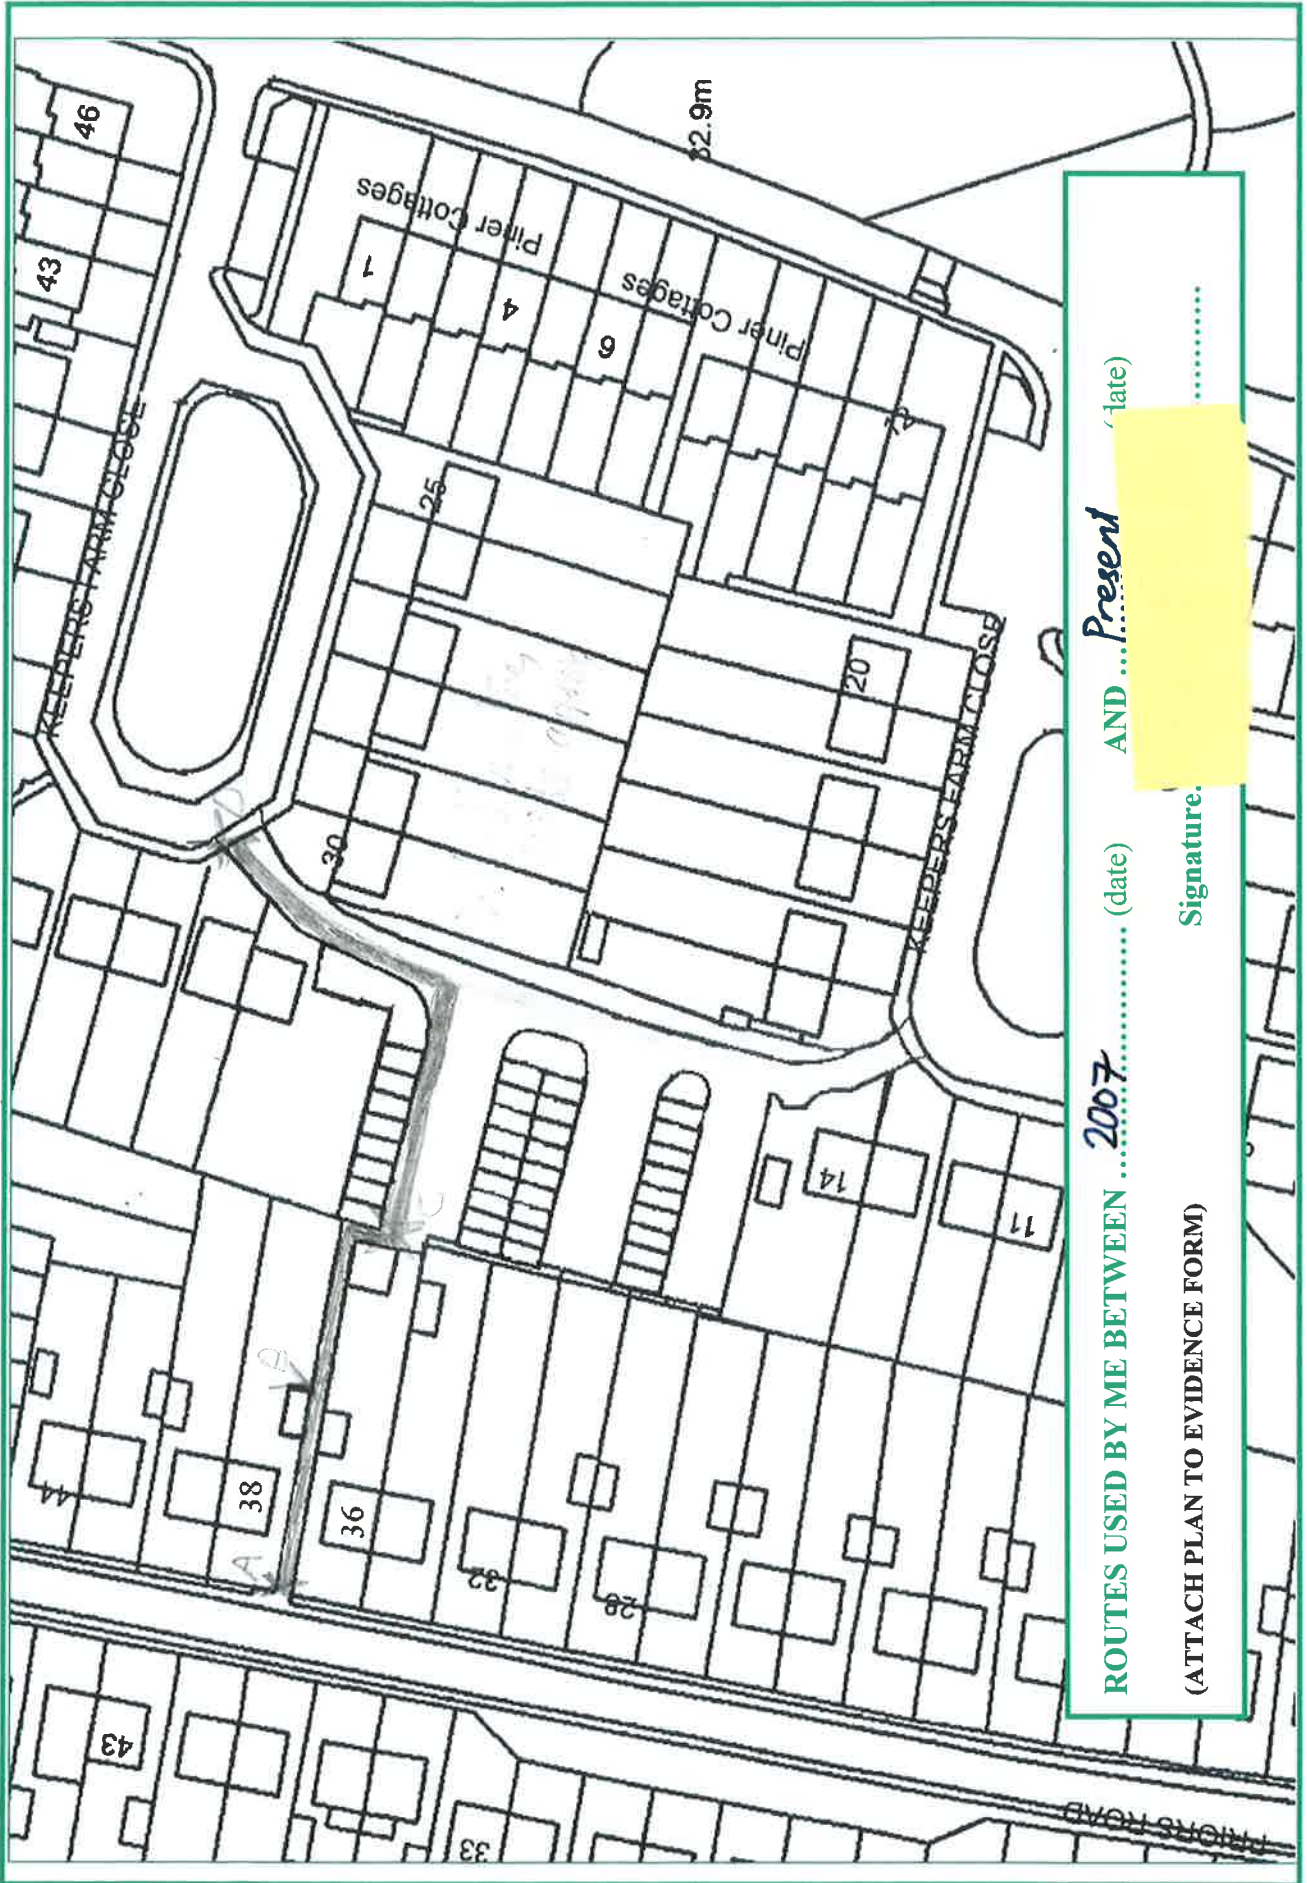 46
43
KEEPERS FARM CLOSE
32.9m
Piner Cottages
1
4
6
Piner Cottages
25
20
30
KEEPERS FARM CLOSE
D
C
B
A
14
11
44
38
36
32
28
43
33
PRIORS ROAD
ROUTES USED BY ME BETWEEN ...2007... (date) AND ...Present... (date)
(ATTACH PLAN TO EVIDENCE FORM) Signature...